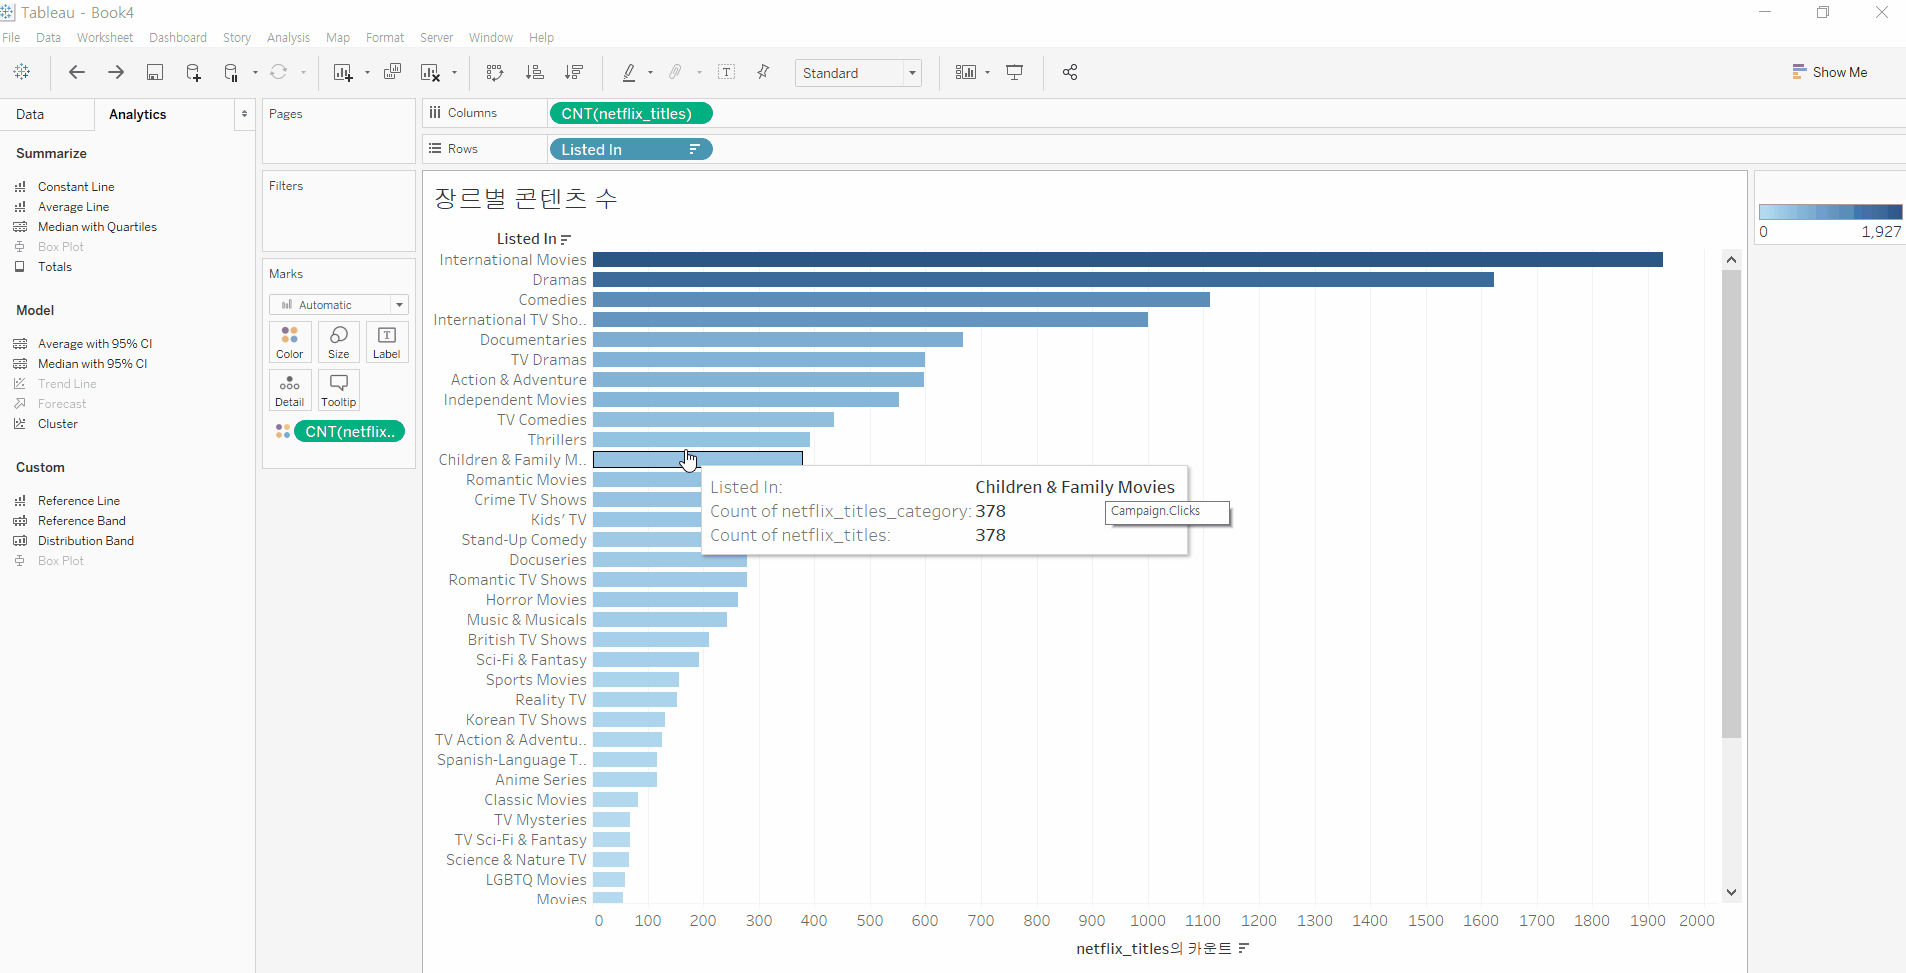 Tableau - Book4
File Data Worksheet Dashboard Story Analysis Map Format Server Window Help
Standard
Show Me
Data Analytics
Summarize
Constant Line
Average Line
Median with Quartiles
Box Plot
Totals
Model
Average with 95% CI
Median with 95% CI
Trend Line
Forecast
Cluster
Custom
Reference Line
Reference Band
Distribution Band
Box Plot
Pages
Filters
Marks
Automatic
Color Size Label
Detail Tooltip
CNT(netflix..
Columns CNT(netflix_titles)
Rows Listed In
장르별 콘텐츠 수
Listed In
International Movies
Dramas
Comedies
International TV Sho..
Documentaries
TV Dramas
Action & Adventure
Independent Movies
TV Comedies
Thrillers
Children & Family M..
Romantic Movies
Crime TV Shows
Kids' TV
Stand-Up Comedy
Docuseries
Romantic TV Shows
Horror Movies
Music & Musicals
British TV Shows
Sci-Fi & Fantasy
Sports Movies
Reality TV
Korean TV Shows
TV Action & Adventu..
Spanish-Language T..
Anime Series
Classic Movies
TV Mysteries
TV Sci-Fi & Fantasy
Science & Nature TV
LGBTQ Movies
Movies
Listed In: Children & Family Movies
Count of netflix_titles_category: 378
Count of netflix_titles: 378
Campaign.Clicks
0 100 200 300 400 500 600 700 800 900 1000 1100 1200 1300 1400 1500 1600 1700 1800 1900 2000
netflix_titles의 카운트
0 1,927